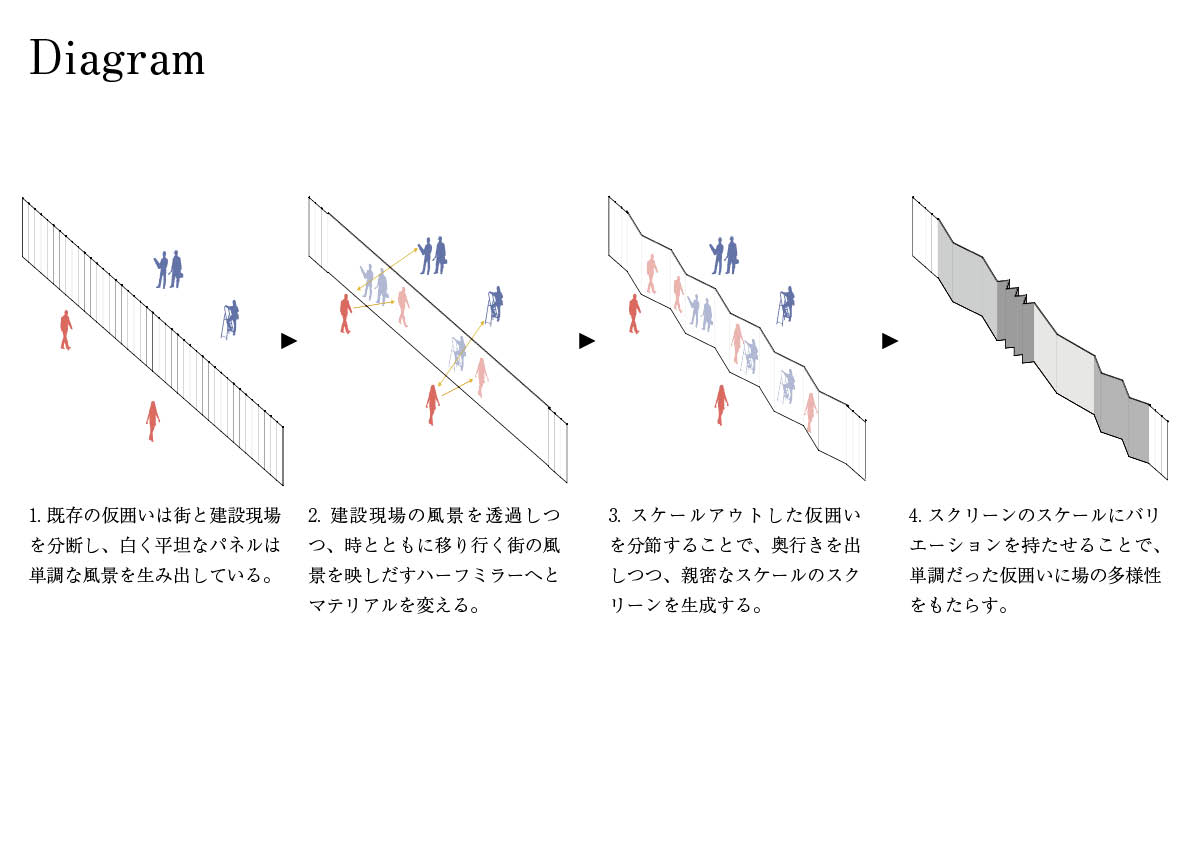 Diagram
1. 既存の仮囲いは街と建設現場
を分断し、白く平坦なパネルは
単調な風景を生み出している。
2. 建設現場の風景を透過しつ
つ、時とともに移り行く街の風
景を映しだすハーフミラーへと
マテリアルを変える。
3. スケールアウトした仮囲い
を分節することで、奥行きを出
しつつ、親密なスケールのスク
リーンを生成する。
4. スクリーンのスケールにバリ
エーションを持たせることで、
単調だった仮囲いに場の多様性
をもたらす。